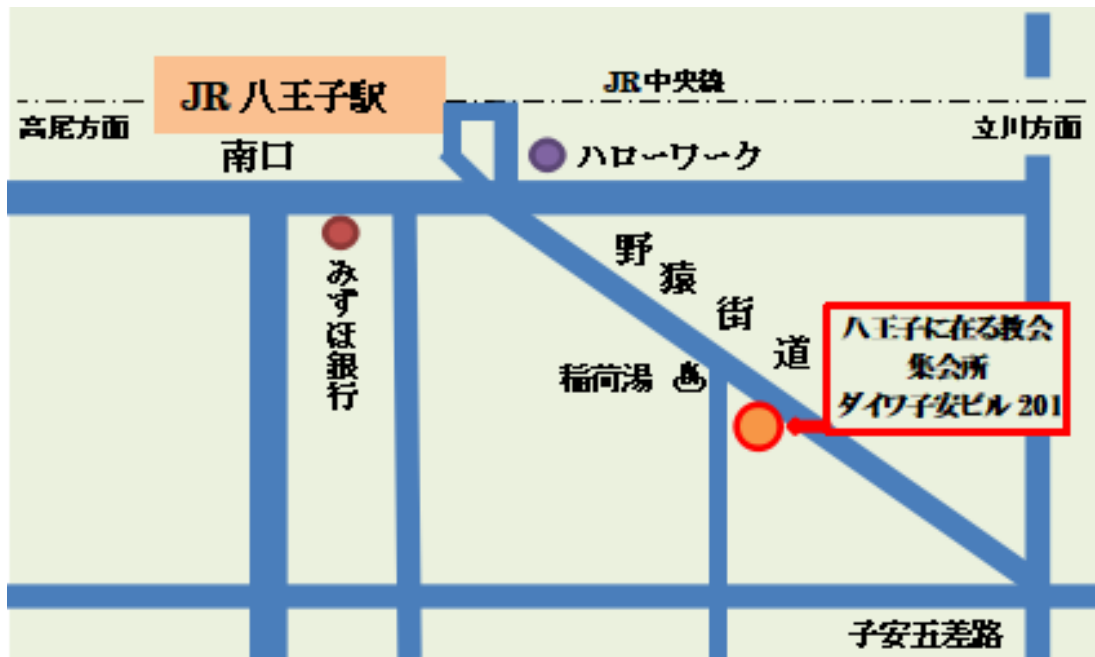 JR 八王子駅
JR中央線
高尾方面
立川方面
南口
ハローワーク
みずほ銀行
野猿街道
八王子に在る教会
集会所
ダイワ子安ビル 201
稲荷湯 ♨
子安五差路